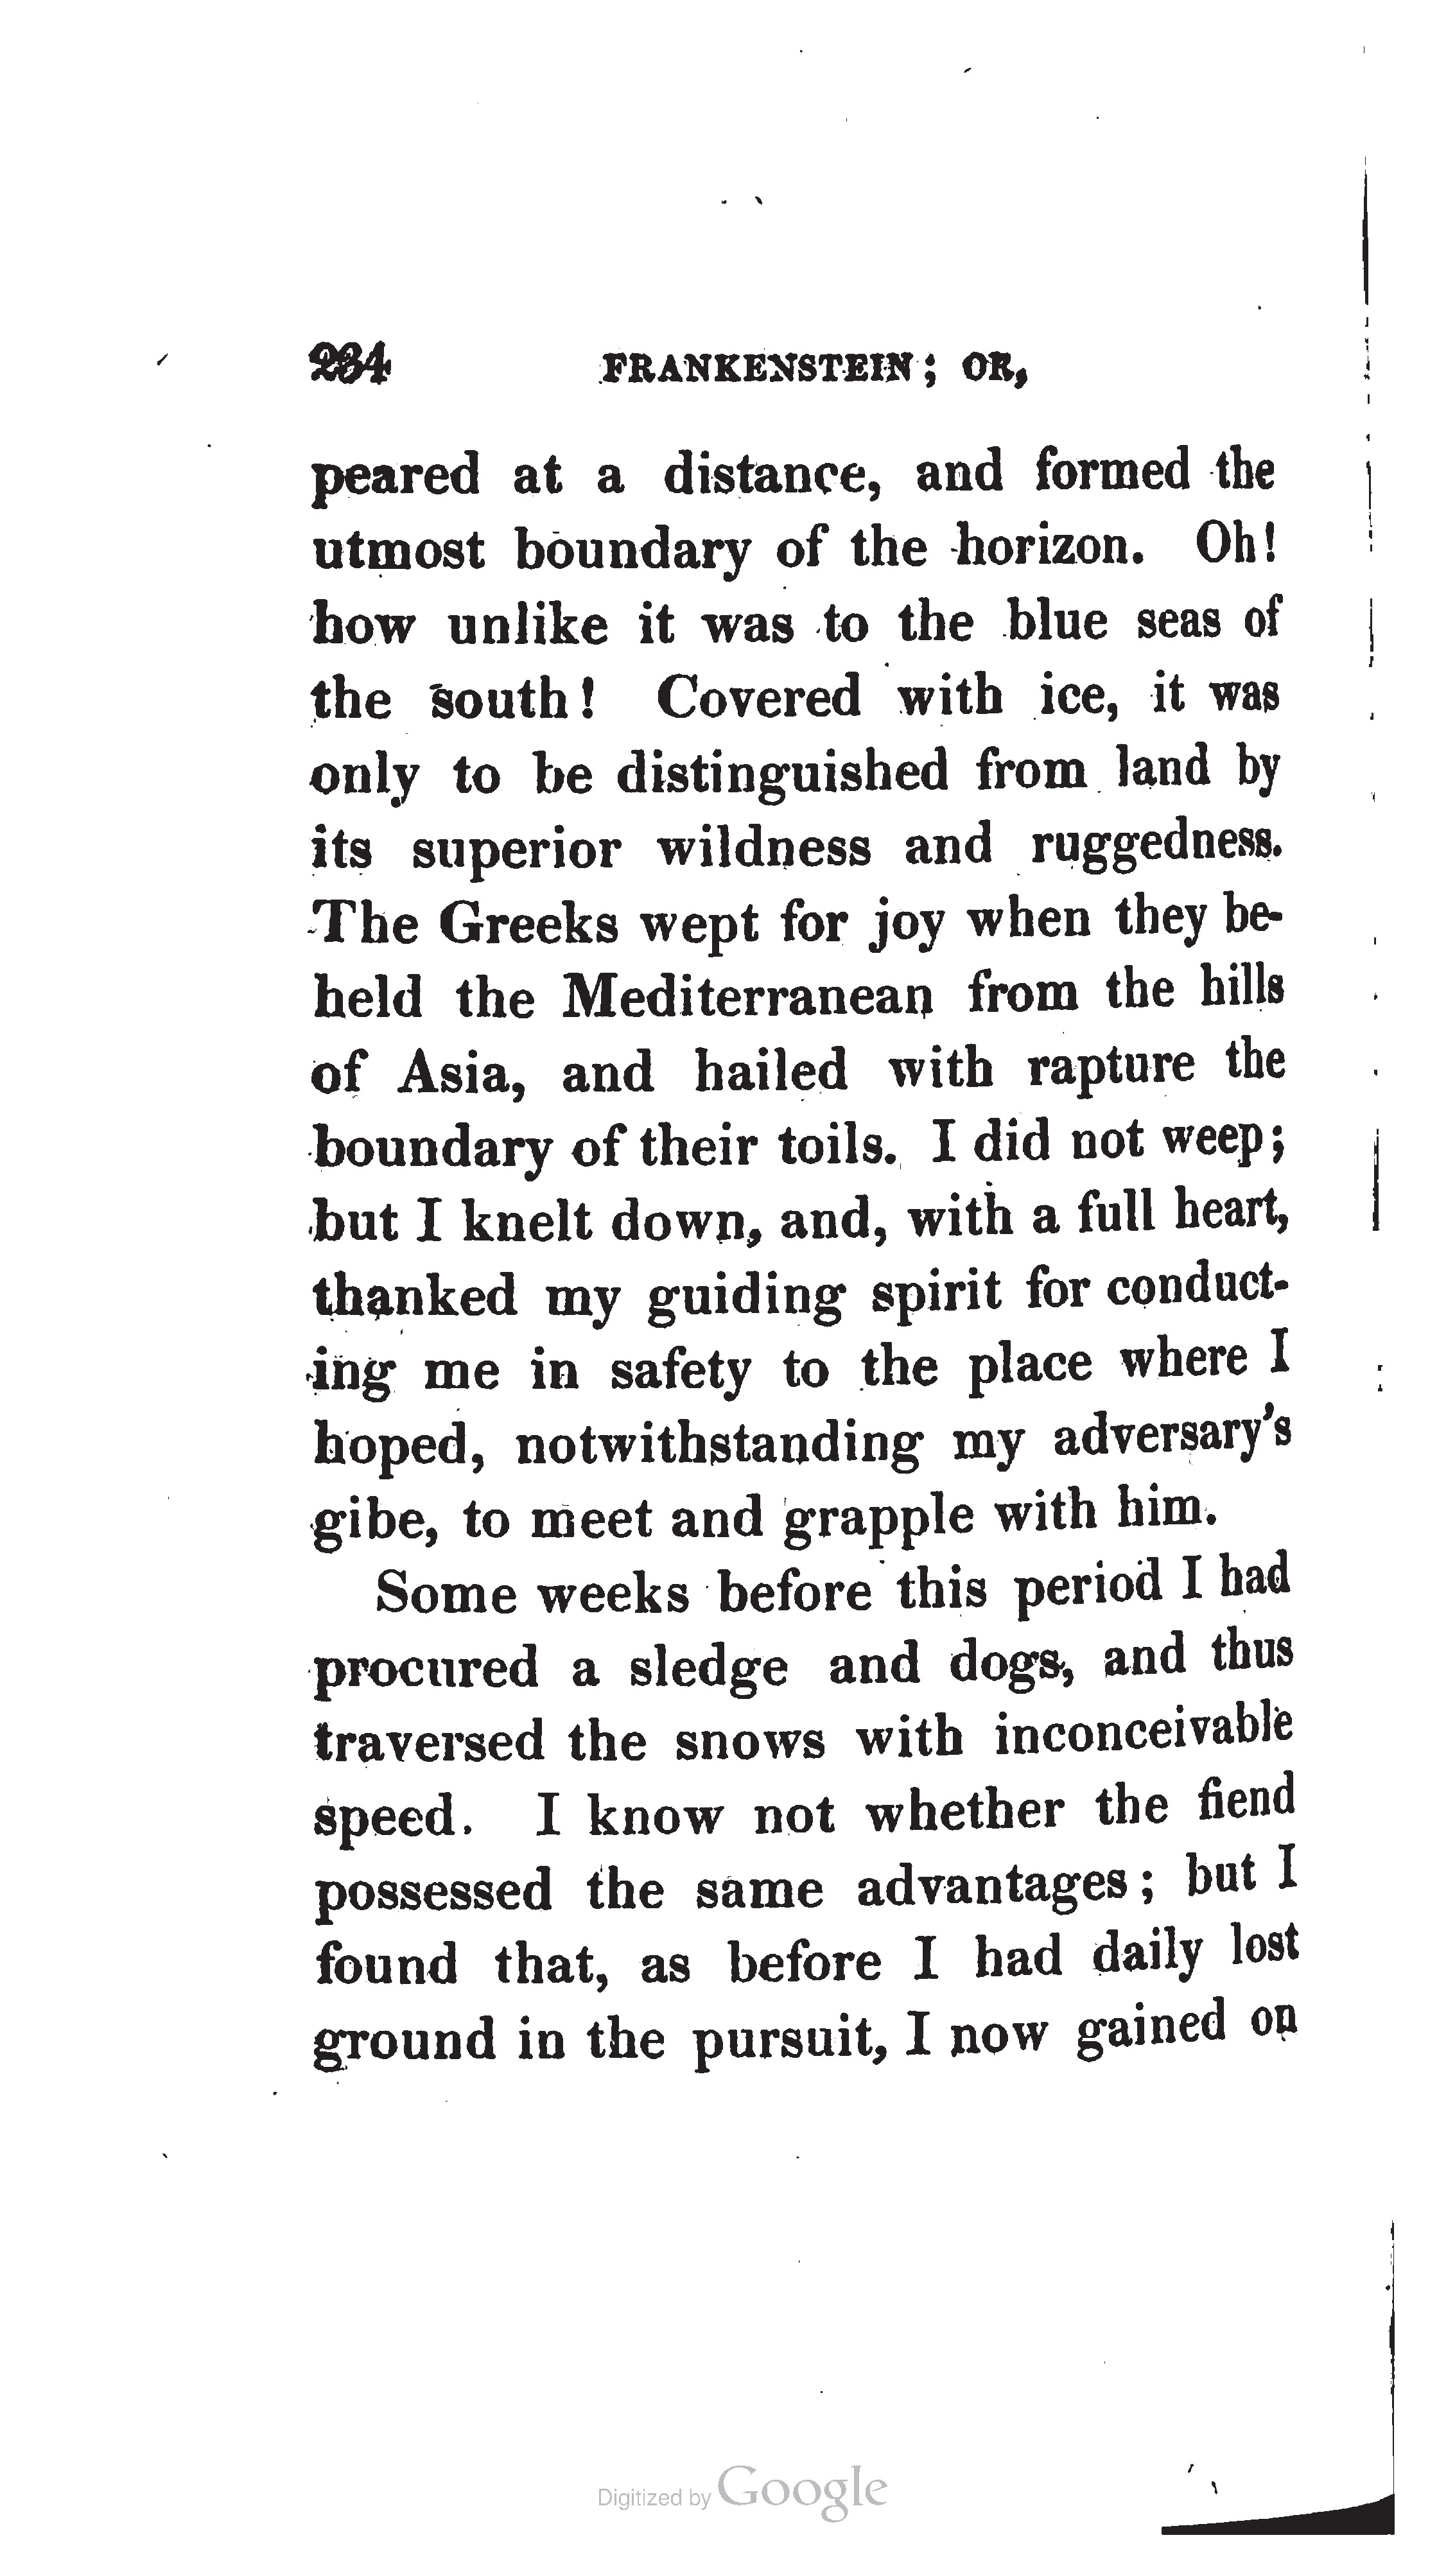 234 FRANKENSTEIN; OR,
peared at a distance, and formed the
utmost boundary of the horizon. Oh!
how unlike it was to the blue seas of
the south! Covered with ice, it was
only to be distinguished from land by
its superior wildness and ruggedness.
The Greeks wept for joy when they be-
held the Mediterranean from the hills
of Asia, and hailed with rapture the
boundary of their toils. I did not weep;
but I knelt down, and, with a full heart,
thanked my guiding spirit for conduct-
ing me in safety to the place where I
hoped, notwithstanding my adversary's
gibe, to meet and grapple with him.
Some weeks before this period I had
procured a sledge and dogs, and thus
traversed the snows with inconceivable
speed. I know not whether the fiend
possessed the same advantages; but I
found that, as before I had daily lost
ground in the pursuit, I now gained on
Digitized by Google